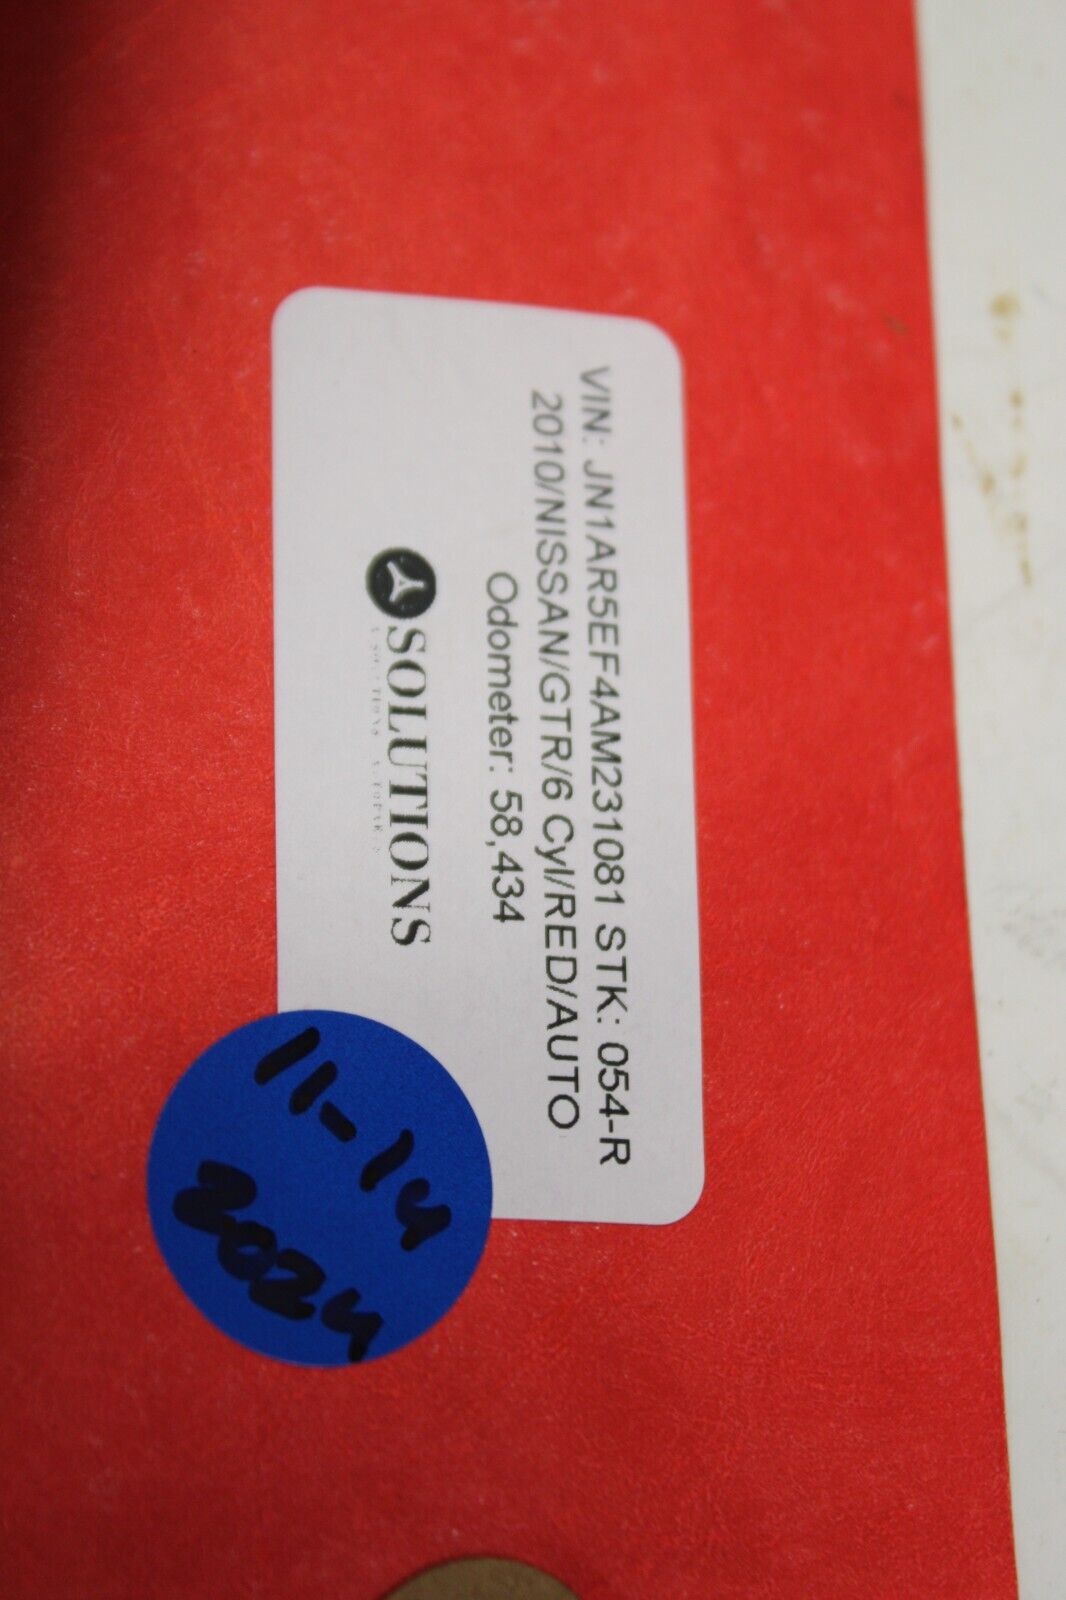 VIN: JN1AR5EF4AM231081 STK: 054-R
2010/NISSAN/GTR/6 Cyl/RED/AUTO
Odometer: 58,434
SOLUTIONS
11-14
2024